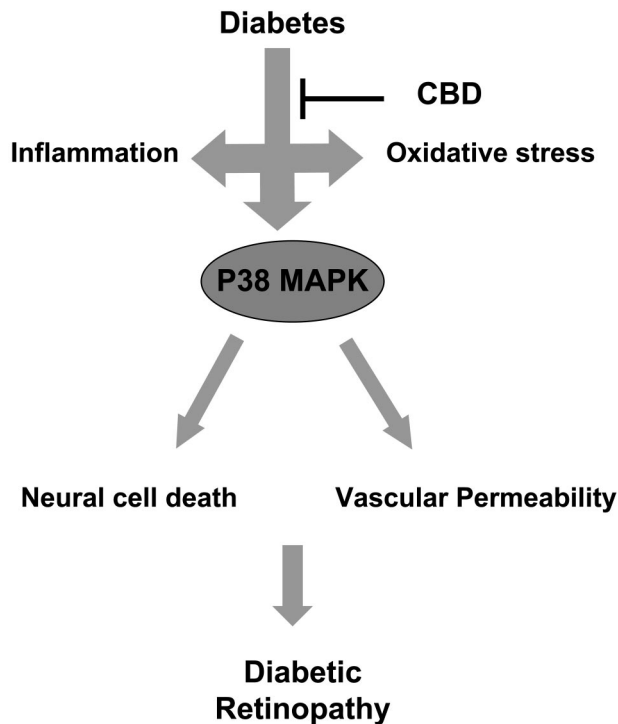 Diabetes
CBD
Inflammation
Oxidative stress
P38 MAPK
Neural cell death
Vascular Permeability
Diabetic
Retinopathy